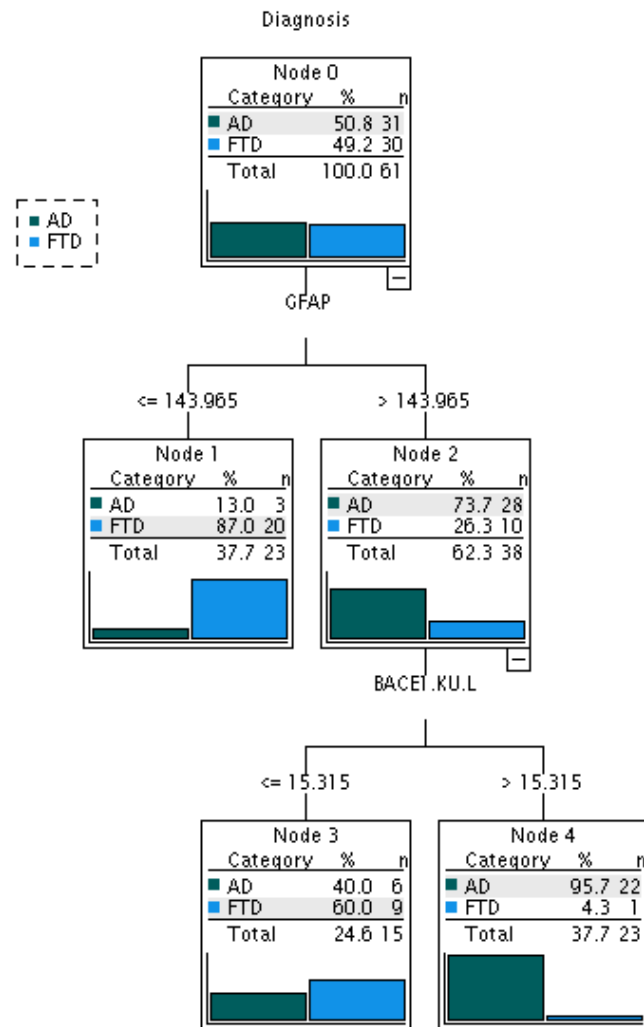 Diagnosis
Node 0
Category % n
AD 50.8 31
FTD 49.2 30
Total 100.0 61
AD
FTD
GFAP
<= 143.965 > 143.965
Node 1
Category % n
AD 13.0 3
FTD 87.0 20
Total 37.7 23
Node 2
Category % n
AD 73.7 28
FTD 26.3 10
Total 62.3 38
BACE1.KU.L
<= 15.315 > 15.315
Node 3
Category % n
AD 40.0 6
FTD 60.0 9
Total 24.6 15
Node 4
Category % n
AD 95.7 22
FTD 4.3 1
Total 37.7 23